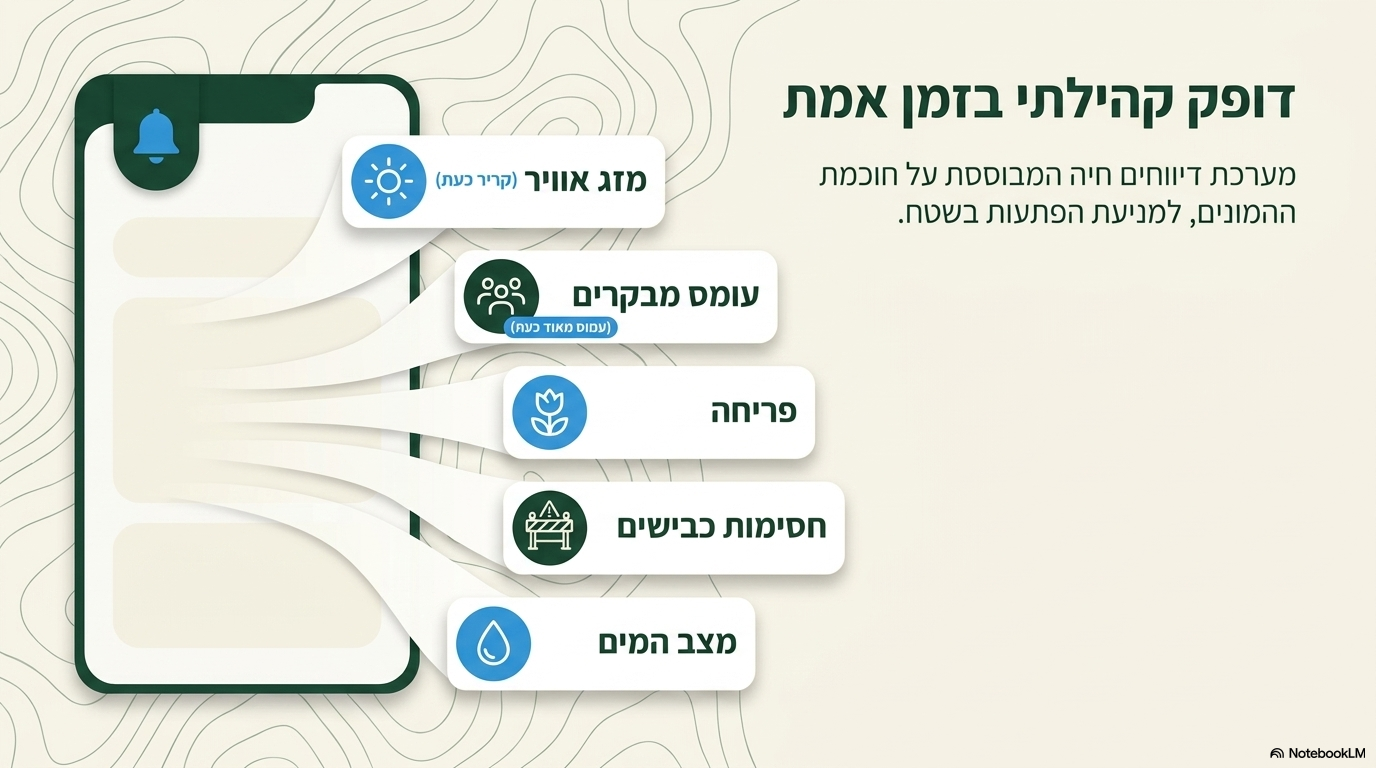 דופק קהילתי בזמן אמת
מערכת דיווחים חיה המבוססת על חוכמת
ההמונים, למניעת הפתעות בשטח.
מזג אוויר (קריר כעת)
עומס מבקרים
(עמוס מאוד כעת)
פריחה
חסימות כבישים
מצב המים
NotebookLM